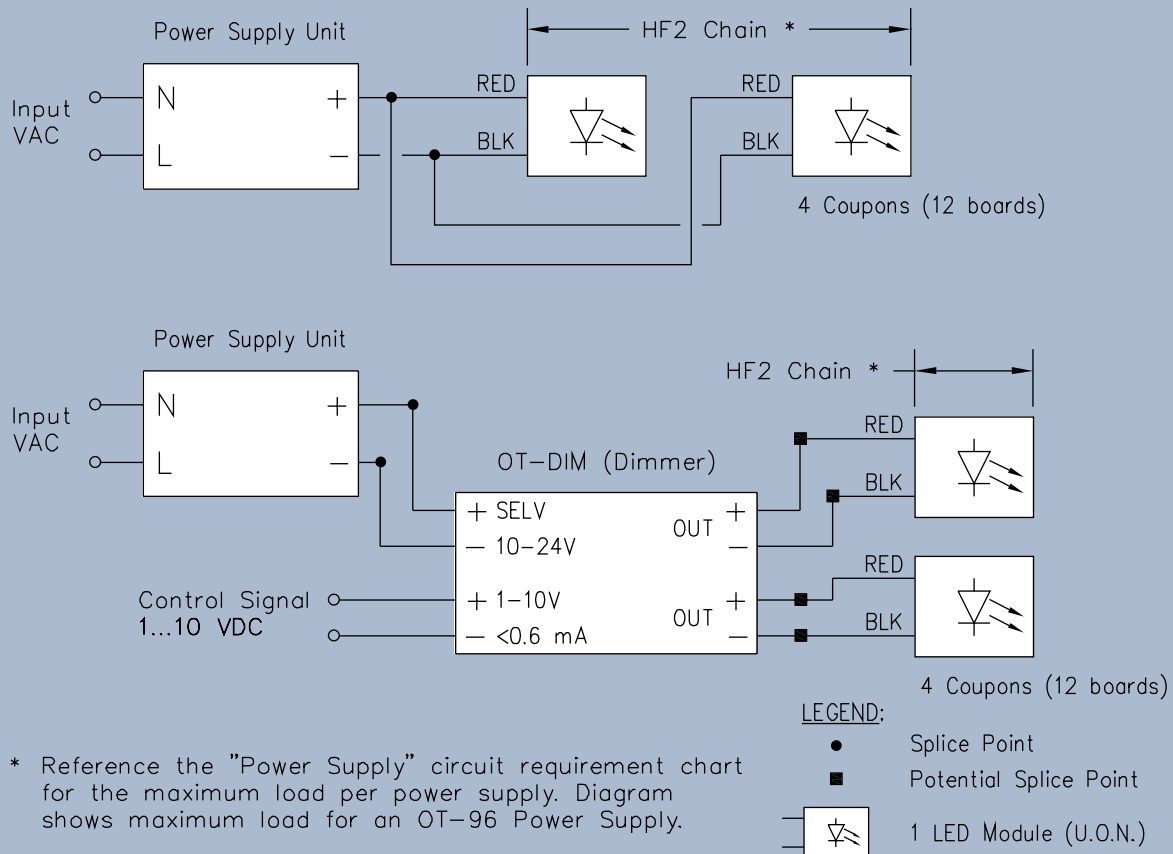 Power Supply Unit
HF2 Chain *
Input
VAC
N
L
+
–
RED
BLK
RED
BLK
4 Coupons (12 boards)
Power Supply Unit
HF2 Chain *
Input
VAC
N
L
+
–
OT–DIM (Dimmer)
RED
BLK
+ SELV
– 10–24V
OUT
+
–
Control Signal
1...10 VDC
+ 1–10V
– <0.6 mA
OUT
+
–
RED
BLK
4 Coupons (12 boards)
LEGEND:
Splice Point
Potential Splice Point
1 LED Module (U.O.N.)
* Reference the "Power Supply" circuit requirement chart
for the maximum load per power supply. Diagram
shows maximum load for an OT–96 Power Supply.